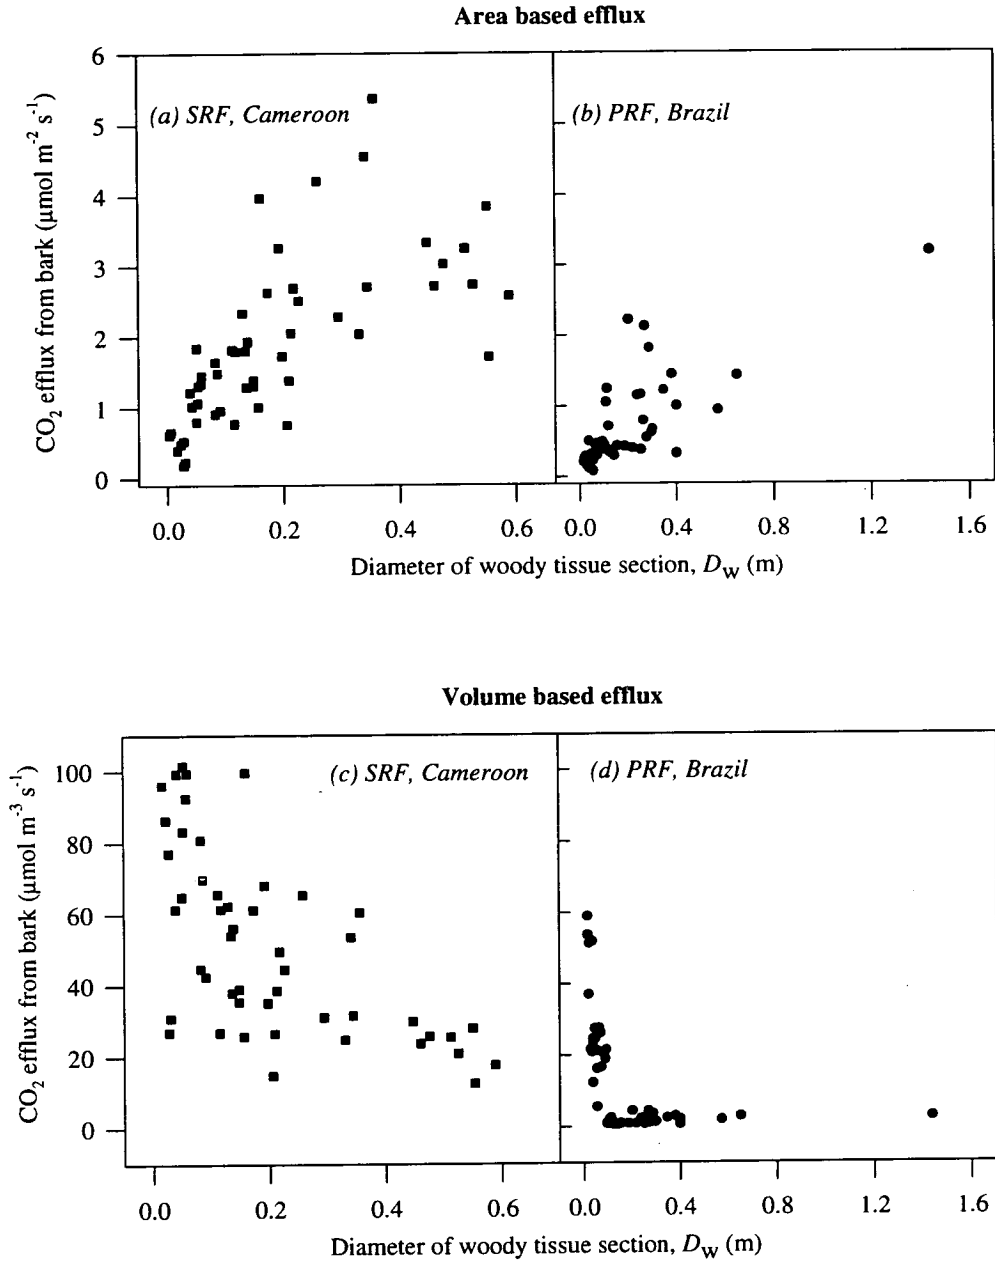 Area based efflux
(a) SRF, Cameroon
(b) PRF, Brazil
CO2 efflux from bark (μmol m-2 s-1)
6
5
4
3
2
1
0
0.0 0.2 0.4 0.6 0.0 0.4 0.8 1.2 1.6
Diameter of woody tissue section, DW (m)
Volume based efflux
(c) SRF, Cameroon
(d) PRF, Brazil
CO2 efflux from bark (μmol m-3 s-1)
100
80
60
40
20
0
0.0 0.2 0.4 0.6 0.0 0.4 0.8 1.2 1.6
Diameter of woody tissue section, DW (m)